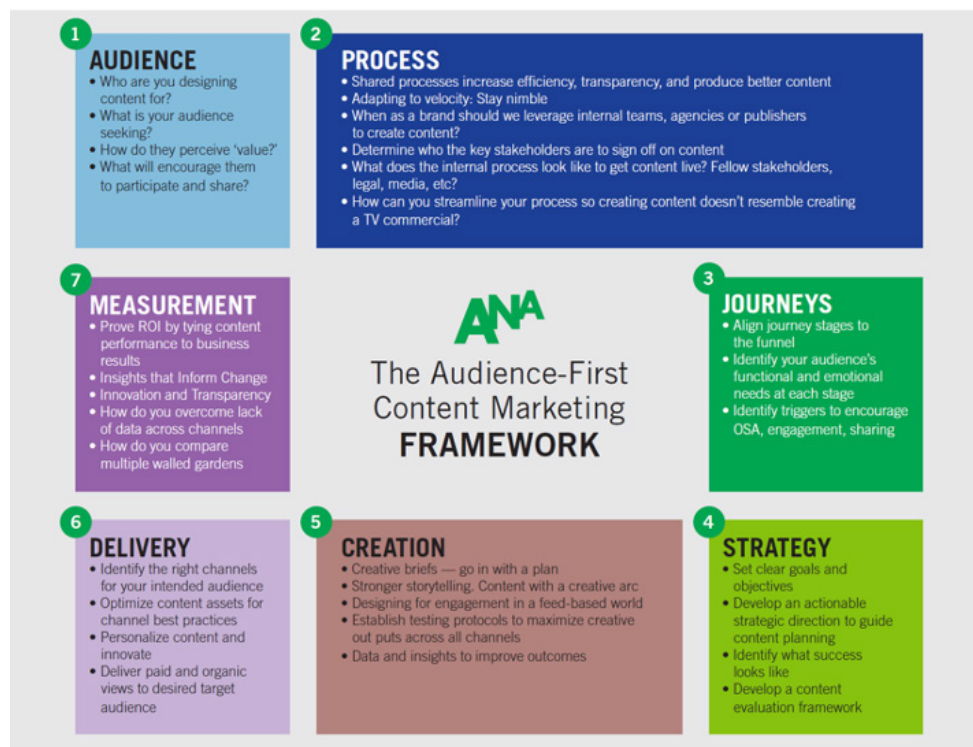 1
AUDIENCE
• Who are you designing
content for?
• What is your audience
seeking?
• How do they perceive ‘value?’
• What will encourage them
to participate and share?
2
PROCESS
• Shared processes increase efficiency, transparency, and produce better content
• Adapting to velocity: Stay nimble
• When as a brand should we leverage internal teams, agencies or publishers
to create content?
• Determine who the key stakeholders are to sign off on content
• What does the internal process look like to get content live? Fellow stakeholders,
legal, media, etc?
• How can you streamline your process so creating content doesn’t resemble creating
a TV commercial?
7
MEASUREMENT
• Prove ROI by tying content
performance to business
results
• Insights that Inform Change
• Innovation and Transparency
• How do you overcome lack
of data across channels
• How do you compare
multiple walled gardens
ANA
The Audience-First
Content Marketing
FRAMEWORK
3
JOURNEYS
• Align journey stages to
the funnel
• Identify your audience’s
functional and emotional
needs at each stage
• Identify triggers to encourage
OSA, engagement, sharing
6
DELIVERY
• Identify the right channels
for your intended audience
• Optimize content assets for
channel best practices
• Personalize content and
innovate
• Deliver paid and organic
views to desired target
audience
5
CREATION
• Creative briefs — go in with a plan
• Stronger storytelling. Content with a creative arc
• Designing for engagement in a feed-based world
• Establish testing protocols to maximize creative
out puts across all channels
• Data and insights to improve outcomes
4
STRATEGY
• Set clear goals and
objectives
• Develop an actionable
strategic direction to guide
content planning
• Identify what success
looks like
• Develop a content
evaluation framework